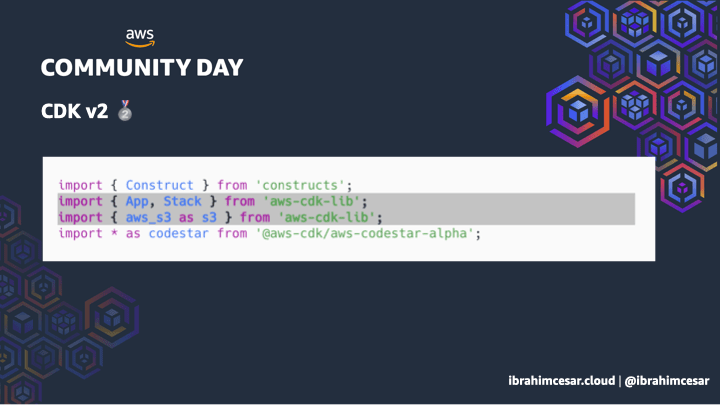 aws
COMMUNITY DAY
CDK v2 🥈
import { Construct } from 'constructs';
import { App, Stack } from 'aws-cdk-lib';
import { aws_s3 as s3 } from 'aws-cdk-lib';
import * as codestar from '@aws-cdk/aws-codestar-alpha';
ibrahimcesar.cloud | @ibrahimcesar